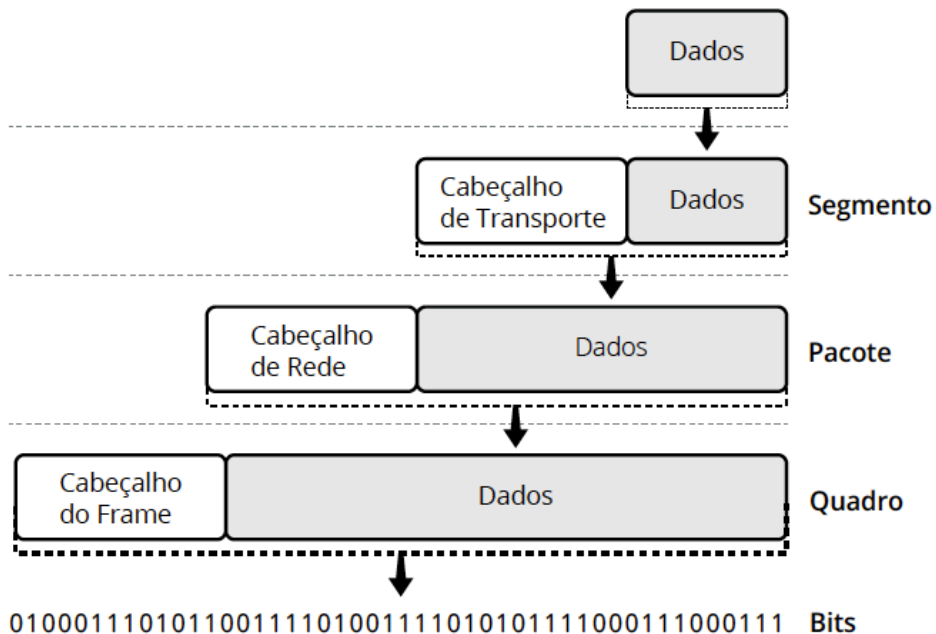 Dados
Cabeçalho
de Transporte
Dados
Segmento
Cabeçalho
de Rede
Dados
Pacote
Cabeçalho
do Frame
Dados
Quadro
010001110101100111101001111010101111000111000111 Bits